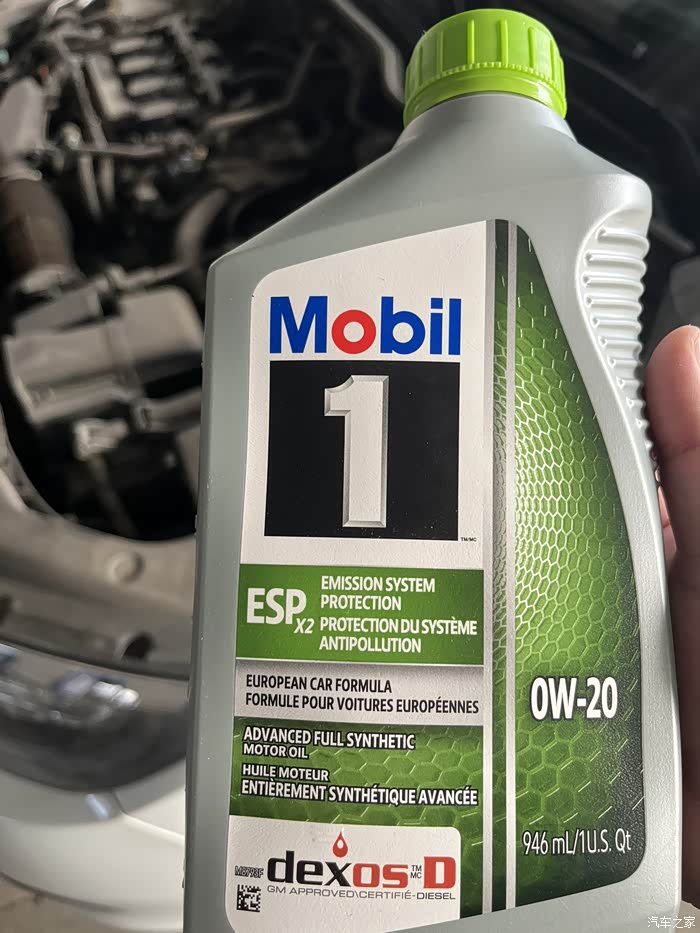 Mobil
1
TM/MC
ESP X2
EMISSION SYSTEM
PROTECTION
PROTECTION DU SYSTÈME
ANTIPOLLUTION
EUROPEAN CAR FORMULA
FORMULE POUR VOITURES EUROPÉENNES
0W-20
ADVANCED FULL SYNTHETIC
MOTOR OIL
HUILE MOTEUR
ENTIÈREMENT SYNTHÉTIQUE AVANCÉE
946 mL/1U.S. Qt
dexos TM MC D
GM APPROVED\CERTIFIÉ-DIESEL
汽车之家